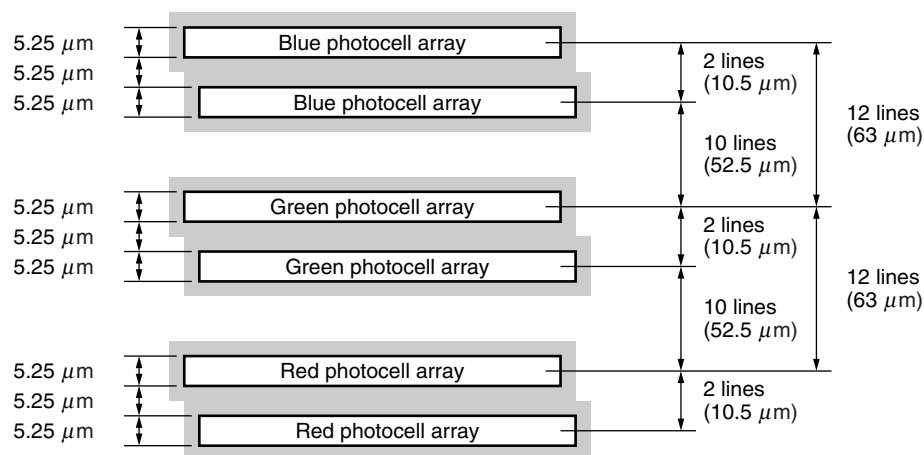 5.25 μm
5.25 μm
5.25 μm
Blue photocell array
Blue photocell array
2 lines
(10.5 μm)
10 lines
(52.5 μm)
12 lines
(63 μm)
5.25 μm
5.25 μm
5.25 μm
Green photocell array
Green photocell array
2 lines
(10.5 μm)
10 lines
(52.5 μm)
12 lines
(63 μm)
5.25 μm
5.25 μm
5.25 μm
Red photocell array
Red photocell array
2 lines
(10.5 μm)